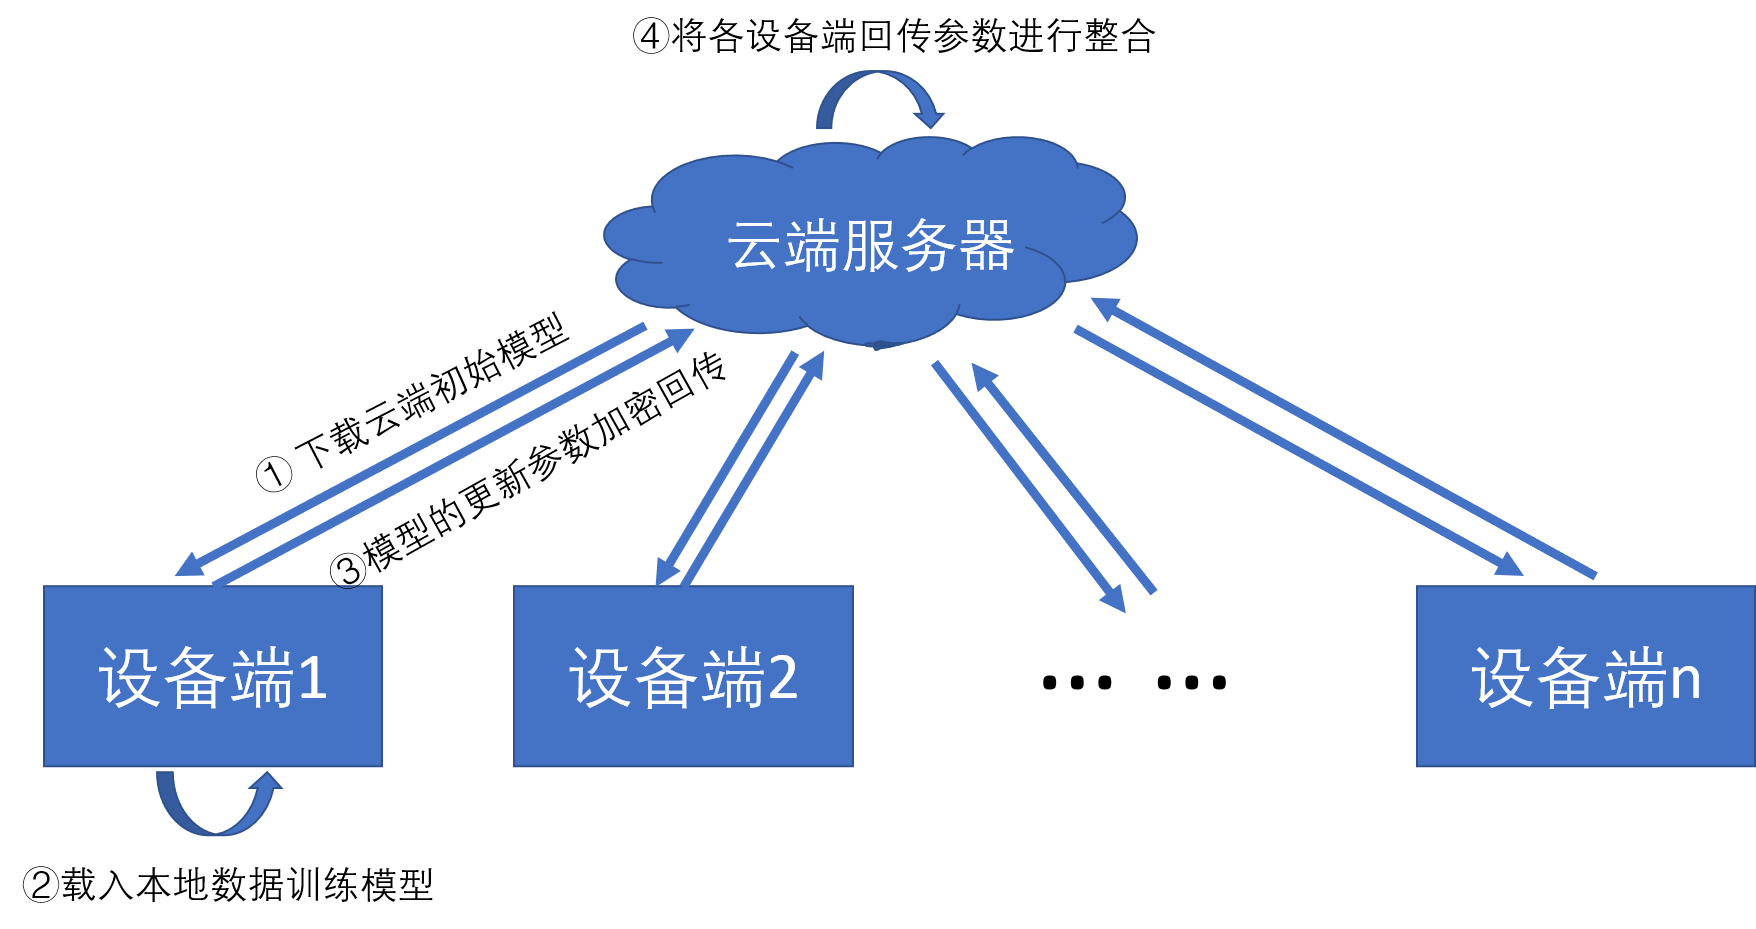 ④将各设备端回传参数进行整合
云端服务器
① 下载云端初始模型
③模型的更新参数加密回传
设备端1
设备端2
… …
设备端n
②载入本地数据训练模型